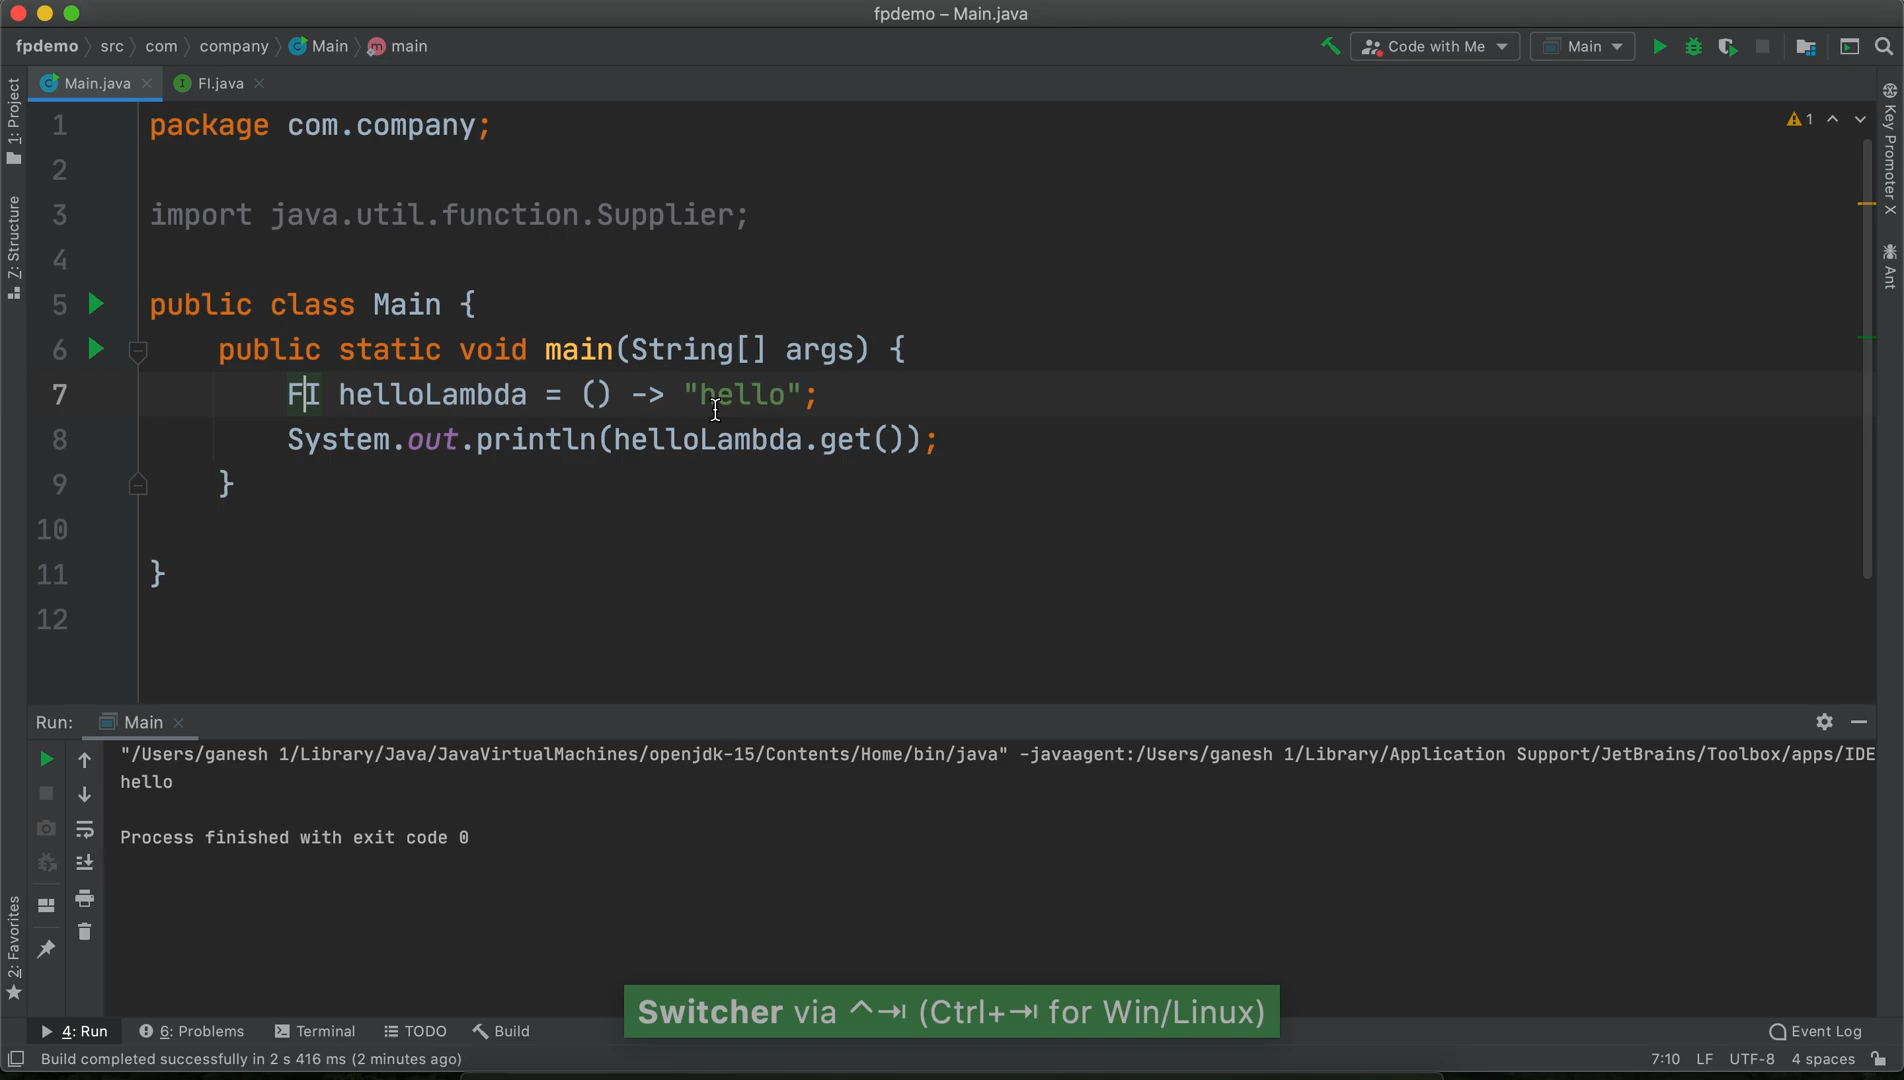 fpdemo – Main.java
fpdemo src com company Main main
Code with Me Main
Main.java FI.java
1: Project
7: Structure
2: Favorites
Key Promoter X
Ant
1
1 package com.company;
2
3 import java.util.function.Supplier;
4
5 public class Main {
6 public static void main(String[] args) {
7 FI helloLambda = () -> "hello";
8 System.out.println(helloLambda.get());
9 }
10
11 }
12
Run: Main
"/Users/ganesh 1/Library/Java/JavaVirtualMachines/openjdk-15/Contents/Home/bin/java" -javaagent:/Users/ganesh 1/Library/Application Support/JetBrains/Toolbox/apps/IDE
hello
Process finished with exit code 0
Switcher via ^⇥ (Ctrl+⇥ for Win/Linux)
4: Run 6: Problems Terminal TODO Build Event Log
Build completed successfully in 2 s 416 ms (2 minutes ago) 7:10 LF UTF-8 4 spaces